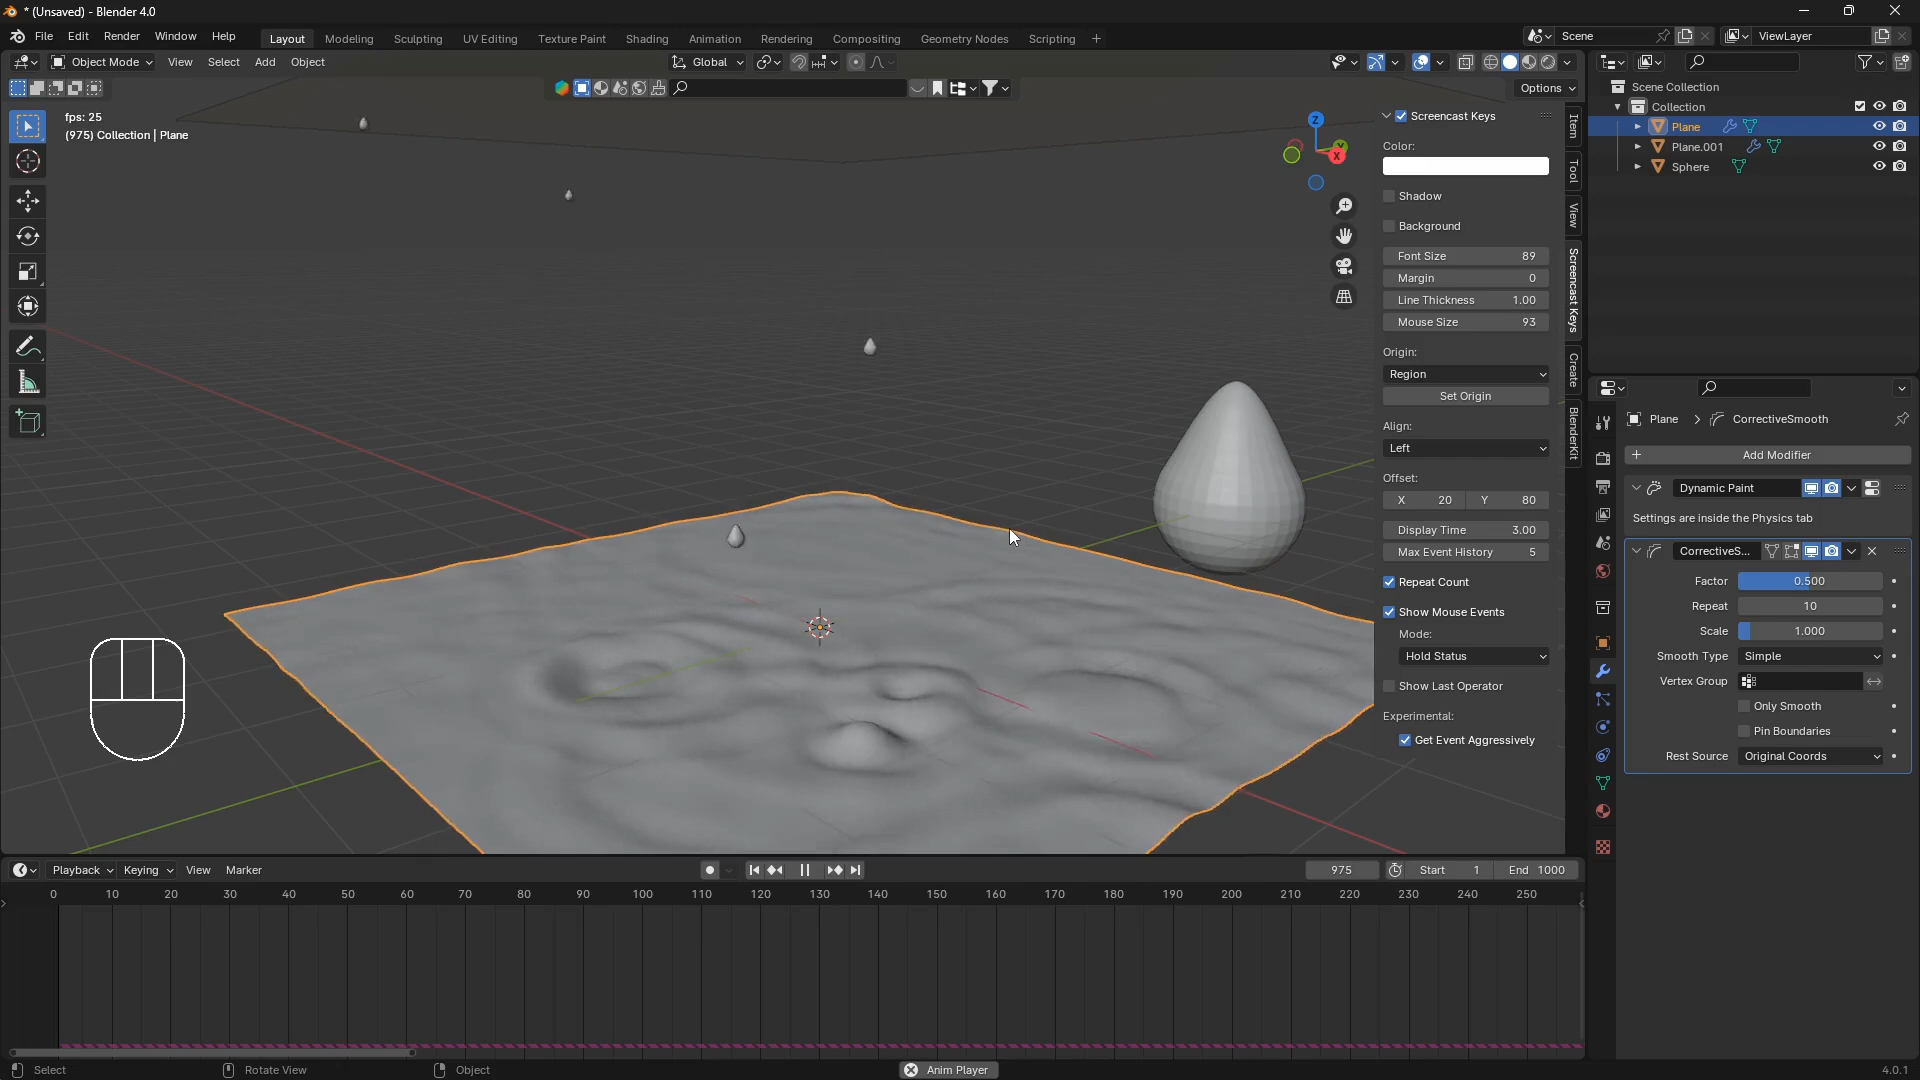 * (Unsaved) - Blender 4.0
File Edit Render Window Help
Layout Modeling Sculpting UV Editing Texture Paint Shading Animation Rendering Compositing Geometry Nodes Scripting +
Scene
ViewLayer
Object Mode View Select Add Object
Global
Options
fps: 25
(975) Collection | Plane
Z
Y
X
Screencast Keys
Color:
Shadow
Background
Font Size 89
Margin 0
Line Thickness 1.00
Mouse Size 93
Origin:
Region
Set Origin
Align:
Left
Offset:
X 20 Y 80
Display Time 3.00
Max Event History 5
Repeat Count
Show Mouse Events
Mode:
Hold Status
Show Last Operator
Experimental:
Get Event Aggressively
Item
Tool
View
Screencast Keys
Create
BlenderKit
Scene Collection
Collection
Plane
Plane.001
Sphere
Plane > CorrectiveSmooth
+ Add Modifier
Dynamic Paint
Settings are inside the Physics tab
CorrectiveS...
Factor 0.500
Repeat 10
Scale 1.000
Smooth Type Simple
Vertex Group
Only Smooth
Pin Boundaries
Rest Source Original Coords
Playback Keying View Marker
975 Start 1 End 1000
0 10 20 30 40 50 60 70 80 90 100 110 120 130 140 150 160 170 180 190 200 210 220 230 240 250
Select Rotate View Object Anim Player 4.0.1